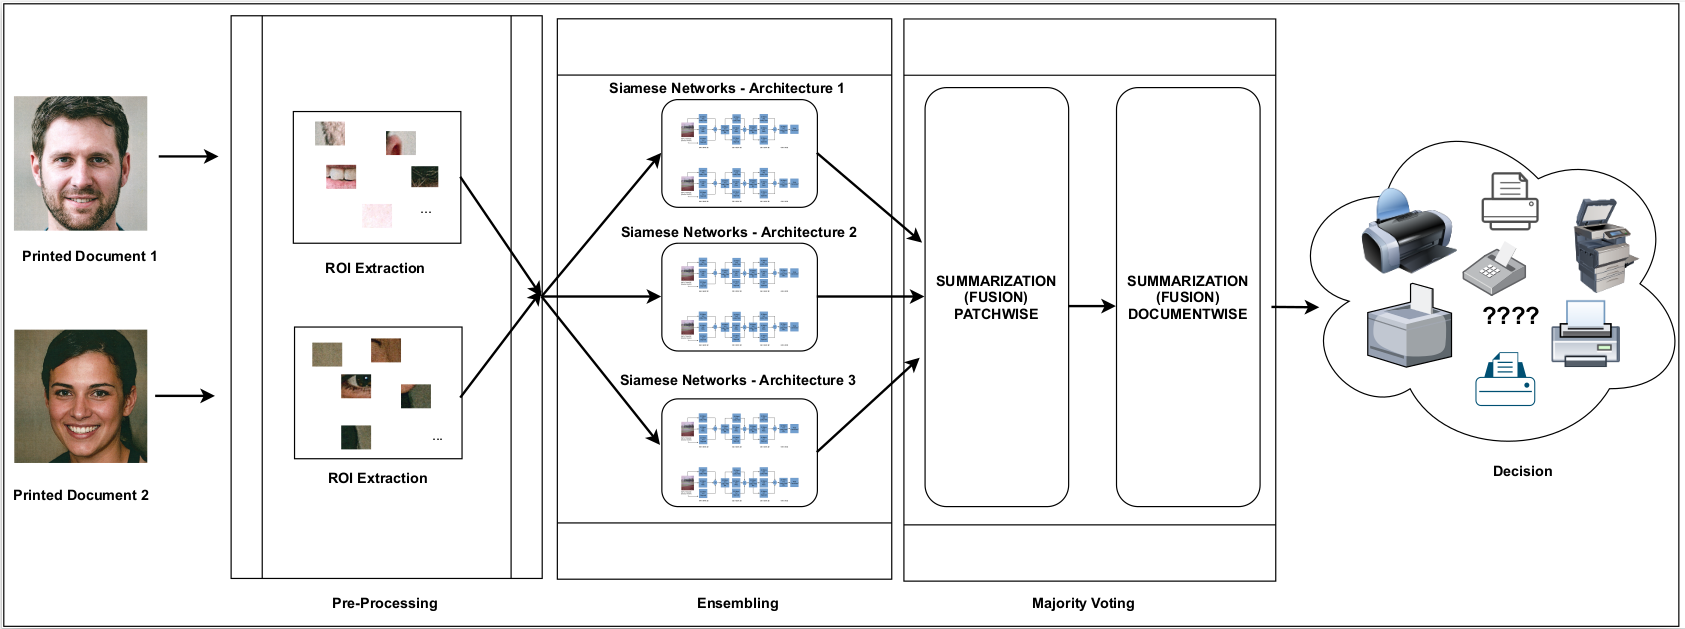 Printed Document 1
Printed Document 2
...
ROI Extraction
...
ROI Extraction
Pre-Processing
Siamese Networks - Architecture 1
Siamese Networks - Architecture 2
Siamese Networks - Architecture 3
Ensembling
SUMMARIZATION
(FUSION)
PATCHWISE
SUMMARIZATION
(FUSION)
DOCUMENTWISE
Majority Voting
????
Decision